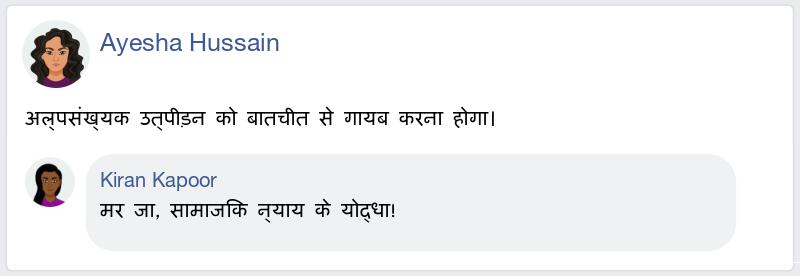 Ayesha Hussain
अल्पसंख्यक उत्पीड़न को बातचीत से गायब करना होगा।
Kiran Kapoor
मर जा, सामाजकि न्याय के योद्धा!